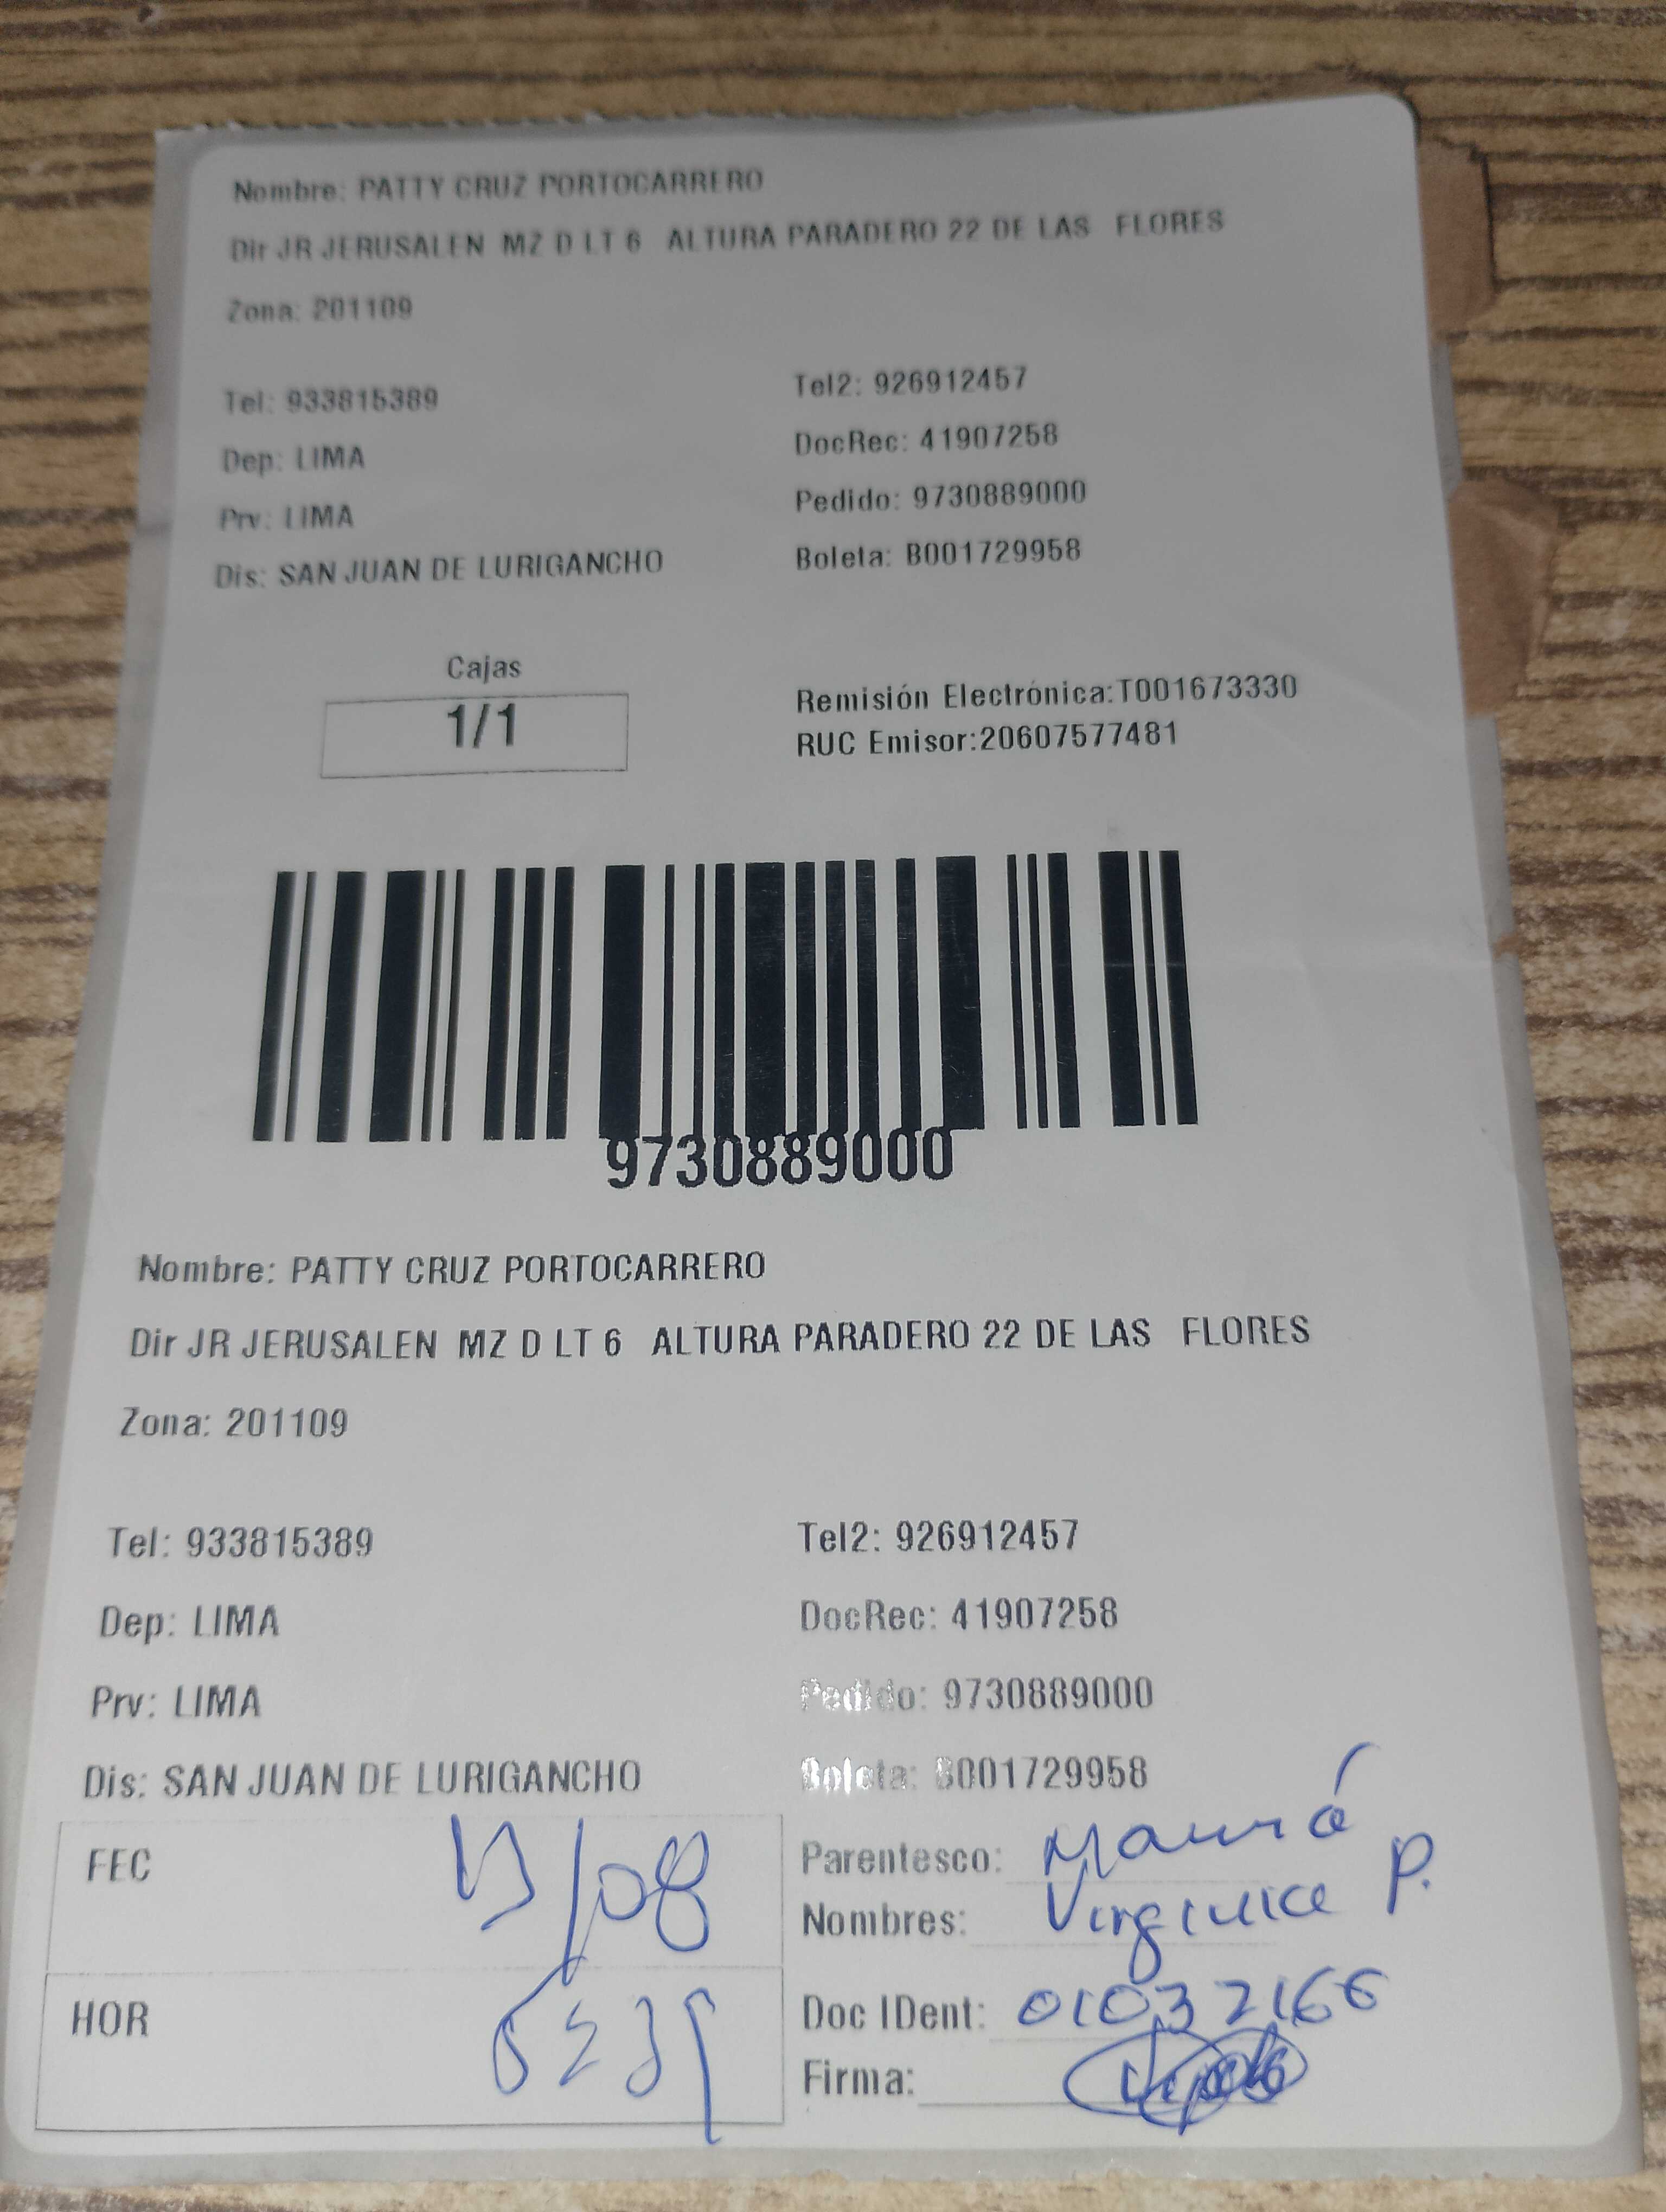 Nombre: PATTY CRUZ PORTOCARRERO
Dir JR JERUSALEN MZ D LT 6 ALTURA PARADERO 22 DE LAS FLORES
Zona: 201109
Tel: 933815389 Tel2: 926912457
Dep: LIMA DocRec: 41907258
Prv: LIMA Pedido: 9730889000
Dis: SAN JUAN DE LURIGANCHO Boleta: B001729958
Cajas
1/1
Remisión Electrónica:T001673330
RUC Emisor:20607577481
9730889000
Nombre: PATTY CRUZ PORTOCARRERO
Dir JR JERUSALEN MZ D LT 6 ALTURA PARADERO 22 DE LAS FLORES
Zona: 201109
Tel: 933815389 Tel2: 926912457
Dep: LIMA DocRec: 41907258
Prv: LIMA Pedido: 9730889000
Dis: SAN JUAN DE LURIGANCHO Boleta: B001729958
FEC 13/08
Parentesco: Mamá
Nombres: P.
HOR
Doc IDent: 01032166
Firma: